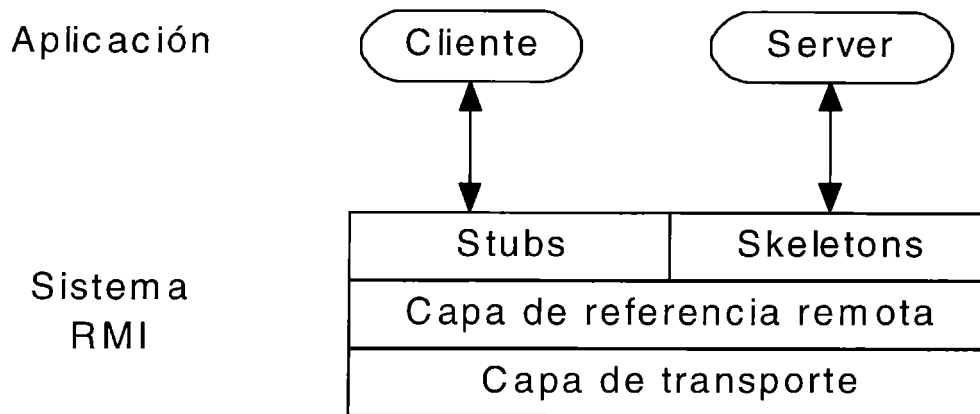 Aplicación
Cliente
Server
Stubs
Skeletons
Sistema
RMI
Capa de referencia remota
Capa de transporte